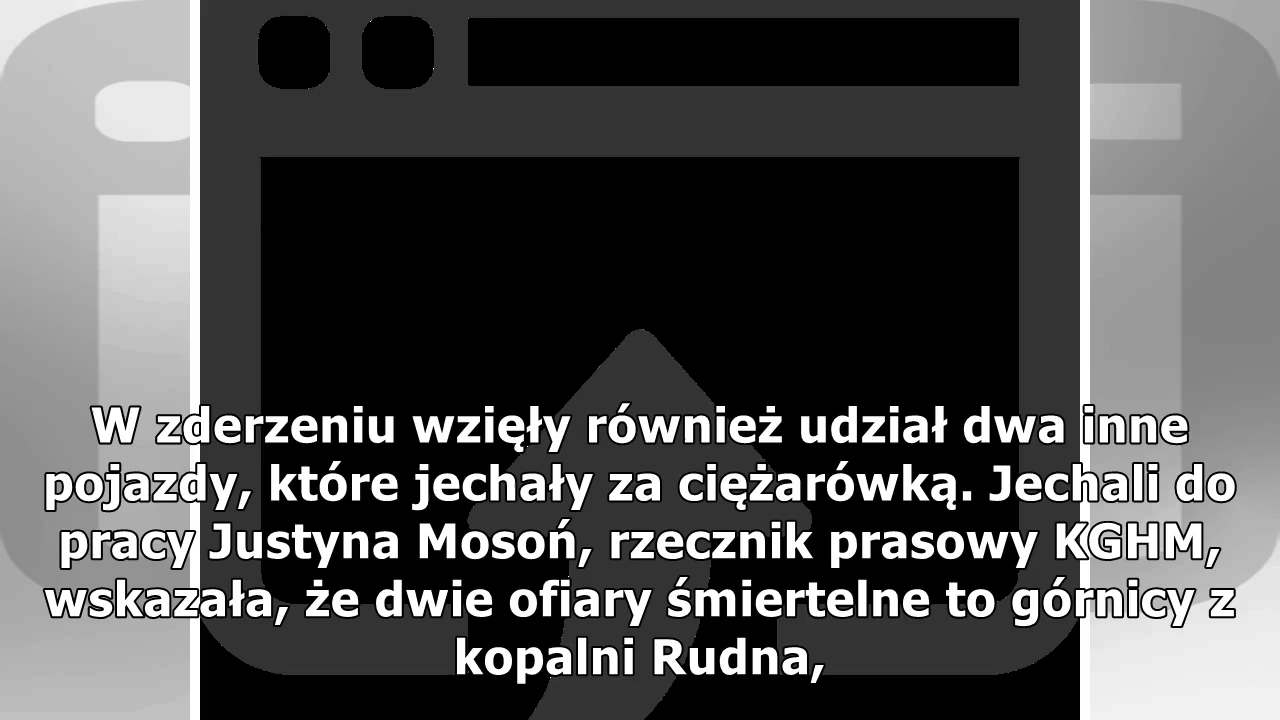 W zderzeniu wzięły również udział dwa inne
pojazdy, które jechały za ciężarówką. Jechali do
pracy Justyna Mosoń, rzecznik prasowy KGHM,
wskazała, że dwie ofiary śmiertelne to górnicy z
kopalni Rudna,